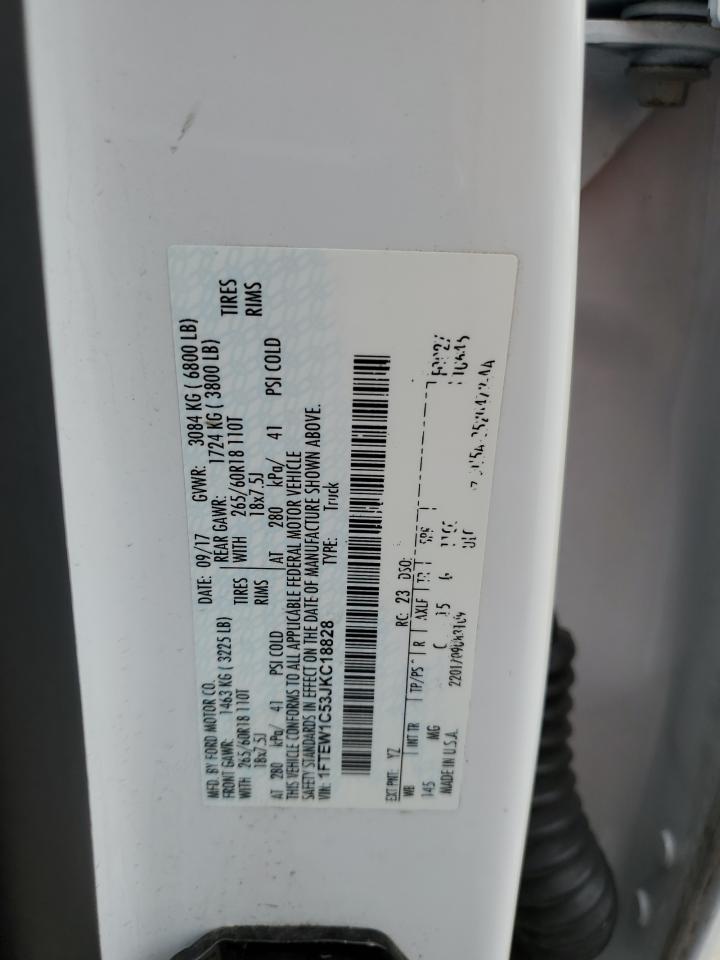 MFD. BY FORD MOTOR CO. DATE: 09/17 GVWR: 3084 KG ( 6800 LB)
FRONT GAWR: 1463 KG ( 3225 LB) REAR GAWR: 1724 KG ( 3800 LB)
WITH 265/60R18 110T TIRES WITH 265/60R18 110T TIRES
18x7.5J RIMS 18x7.5J RIMS
AT 280 kPa/ 41 PSI COLD AT 280 kPa/ 41 PSI COLD
THIS VEHICLE CONFORMS TO ALL APPLICABLE FEDERAL MOTOR VEHICLE
SAFETY STANDARDS IN EFFECT ON THE DATE OF MANUFACTURE SHOWN ABOVE.
VIN: 1FTEW1C53JKC18828 TYPE: Truck
EXT PNT: YZ RC: 23 DSO:
WB INT TR TP/PS R AXLE
145 MG C 15 6
MADE IN U.S.A.